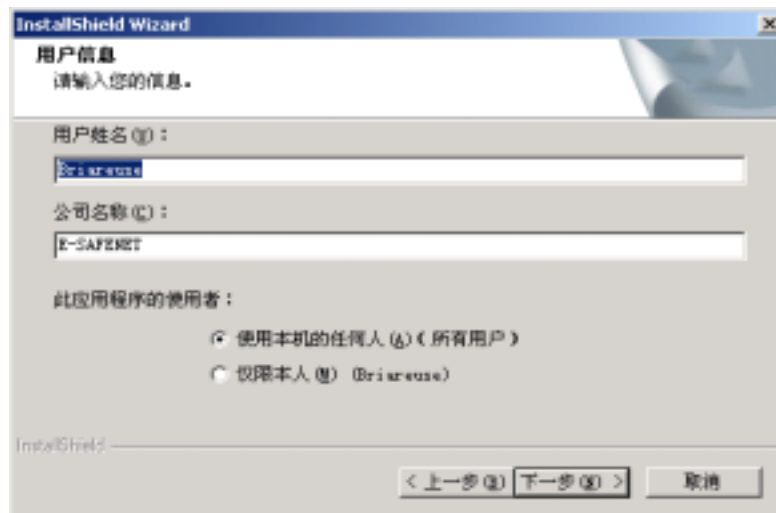 InstallShield Wizard
用户信息
请输入您的信息。
用户姓名(U)：
Briareuse
公司名称(C)：
E-SAFENET
此应用程序的使用者：
使用本机的任何人(A)(所有用户)
仅限本人(M) (Briareuse)
InstallShield
< 上一步(B) 下一步(N) > 取消